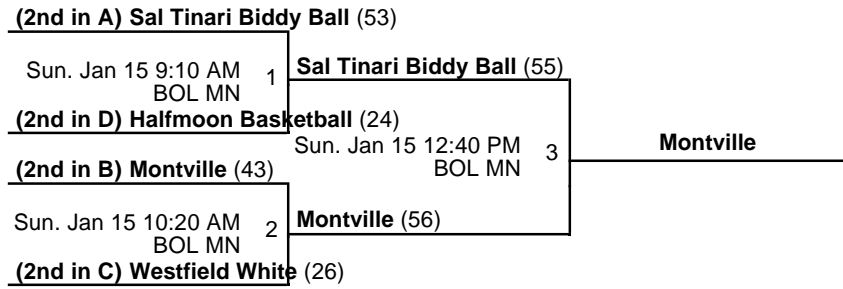 (2nd in A) Sal Tinari Biddy Ball (53)
Sun. Jan 15 9:10 AM 1
BOL MN
Sal Tinari Biddy Ball (55)
(2nd in D) Halfmoon Basketball (24)
Sun. Jan 15 12:40 PM 3
BOL MN
Montville
(2nd in B) Montville (43)
Sun. Jan 15 10:20 AM 2
BOL MN
Montville (56)
(2nd in C) Westfield White (26)